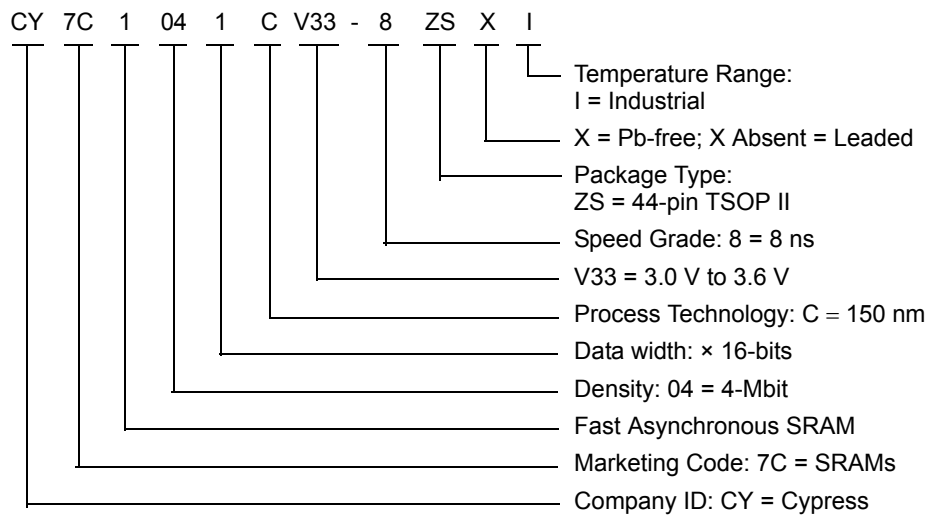 CY 7C 1 04 1 C V33 - 8 ZS X I
Temperature Range:
I = Industrial
X = Pb-free; X Absent = Leaded
Package Type:
ZS = 44-pin TSOP II
Speed Grade: 8 = 8 ns
V33 = 3.0 V to 3.6 V
Process Technology: C = 150 nm
Data width: × 16-bits
Density: 04 = 4-Mbit
Fast Asynchronous SRAM
Marketing Code: 7C = SRAMs
Company ID: CY = Cypress